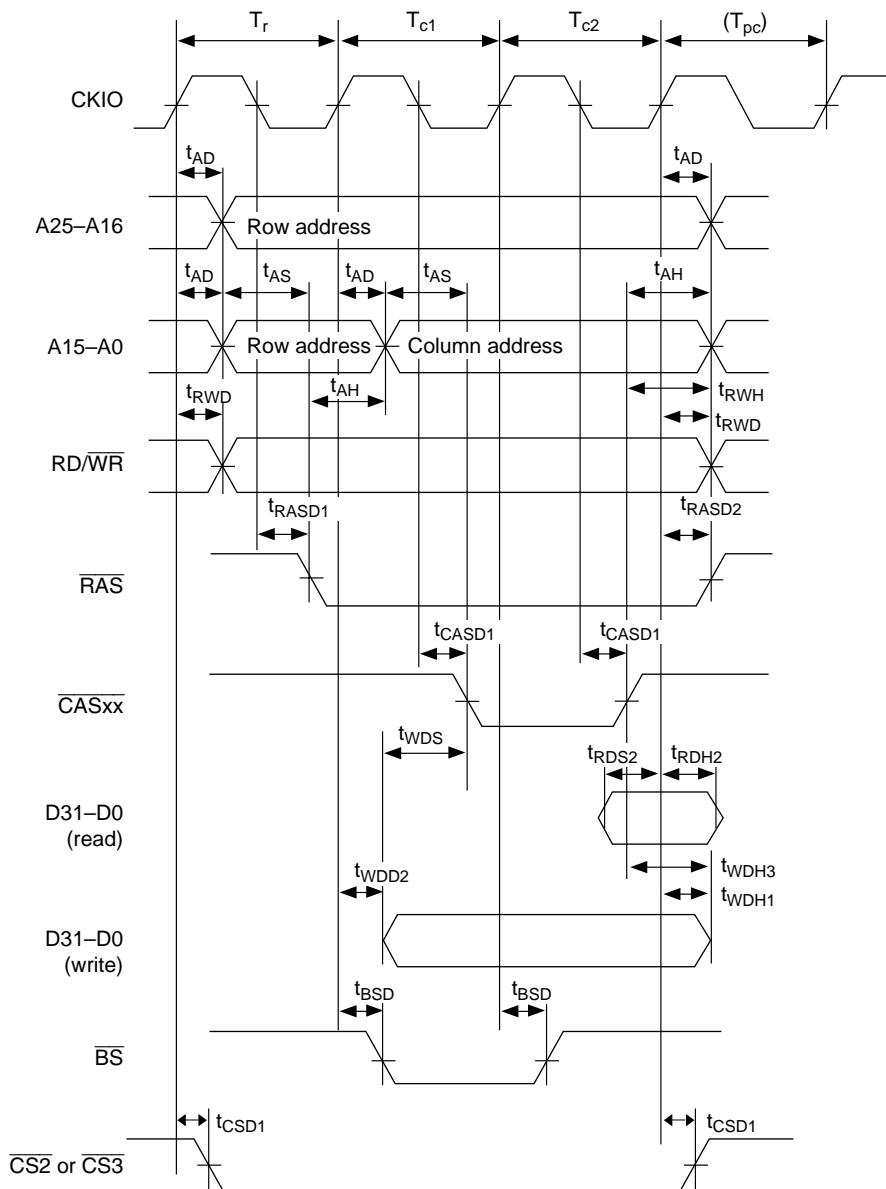 Tr Tc1 Tc2 (Tpc)
CKIO
tAD tAD
A25–A16 Row address
tAD tAS tAD tAS tAH
A15–A0 Row address Column address
tRWD tAH tRWH
tRWD
RD/WR
tRASD1 tRASD2
RAS
tCASD1 tCASD1
CASxx
tWDS tRDS2 tRDH2
D31–D0
(read)
tWDD2 tWDH3
tWDH1
D31–D0
(write)
tBSD tBSD
BS
tCSD1 tCSD1
CS2 or CS3